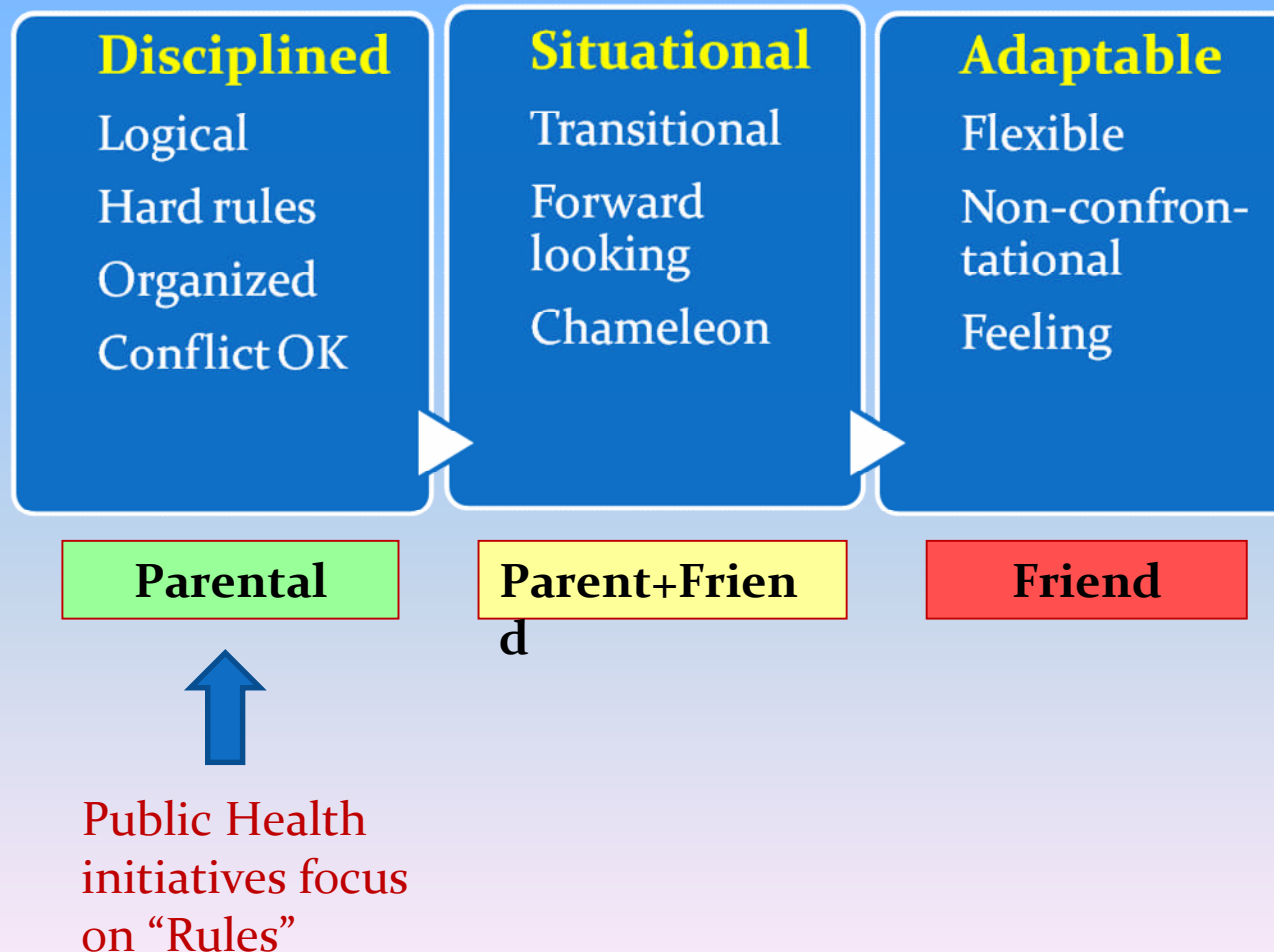 Disciplined
Logical
Hard rules
Organized
Conflict OK
Situational
Transitional
Forward
looking
Chameleon
Adaptable
Flexible
Non-confron-
tational
Feeling
Parental
Parent+Frien
d
Friend
Public Health
initiatives focus
on “Rules”